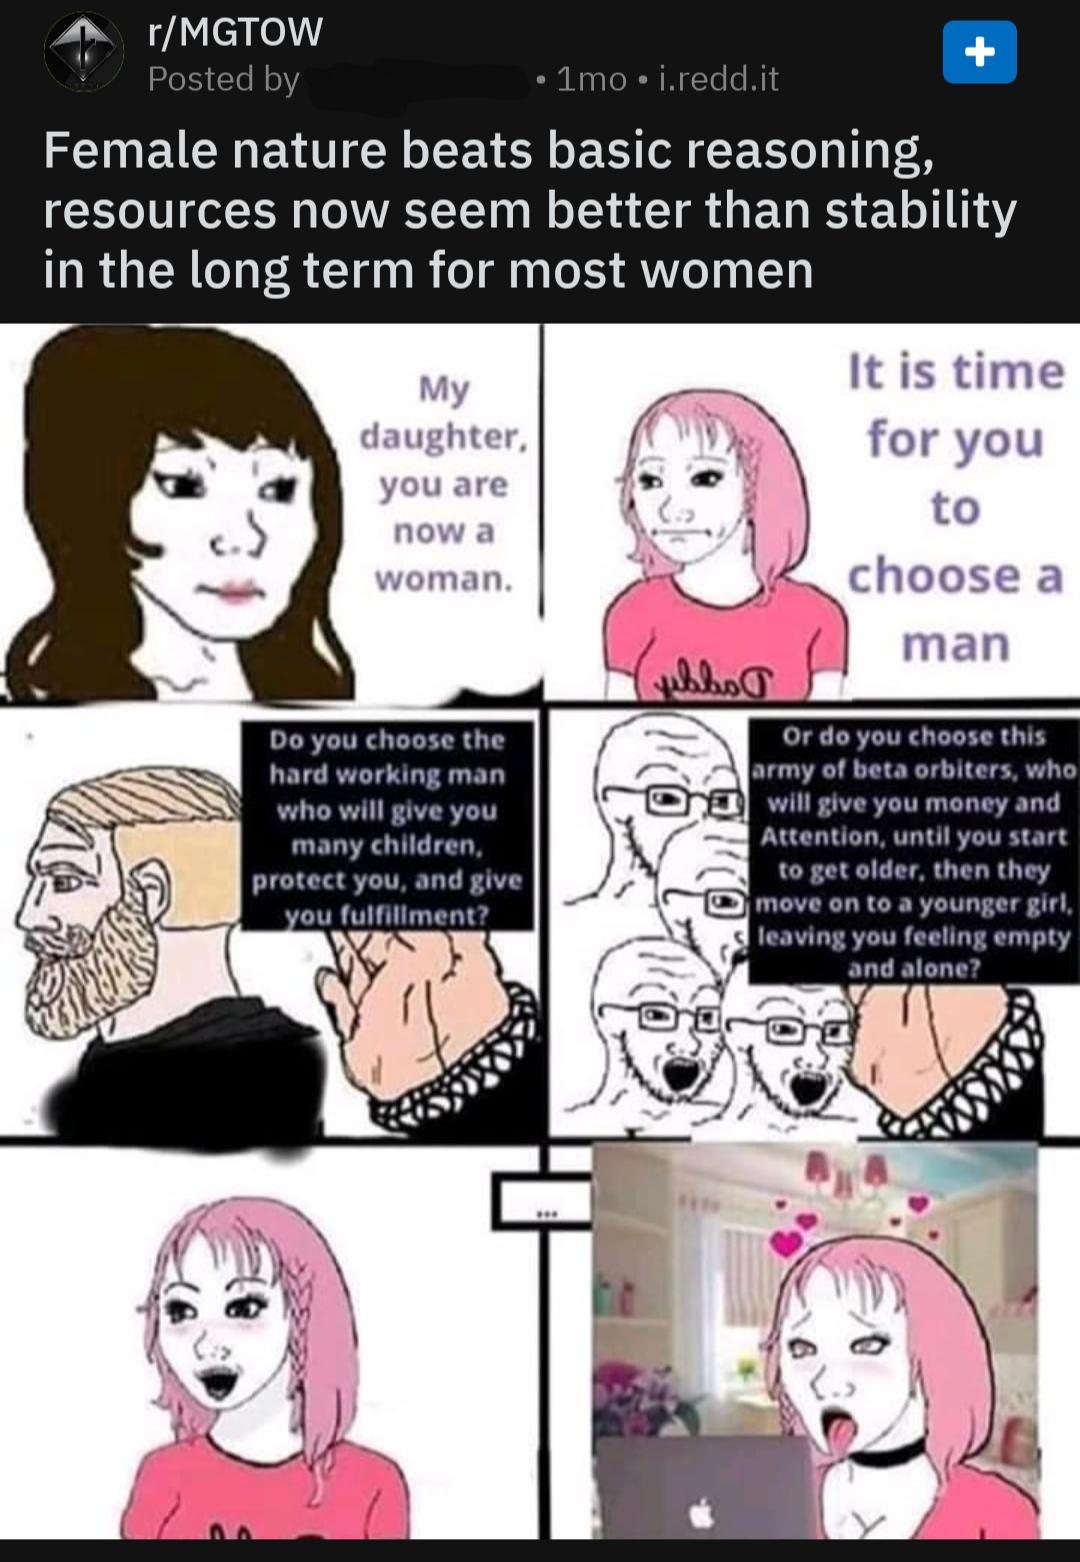 r/MGTOW
Posted by • 1mo • i.redd.it
Female nature beats basic reasoning,
resources now seem better than stability
in the long term for most women
My
daughter,
you are
now a
woman.
It is time
for you
to
choose a
man
Daddy
Do you choose the
hard working man
who will give you
many children,
protect you, and give
you fulfillment?
Or do you choose this
army of beta orbiters, who
will give you money and
Attention, until you start
to get older, then they
move on to a younger girl,
leaving you feeling empty
and alone?
...